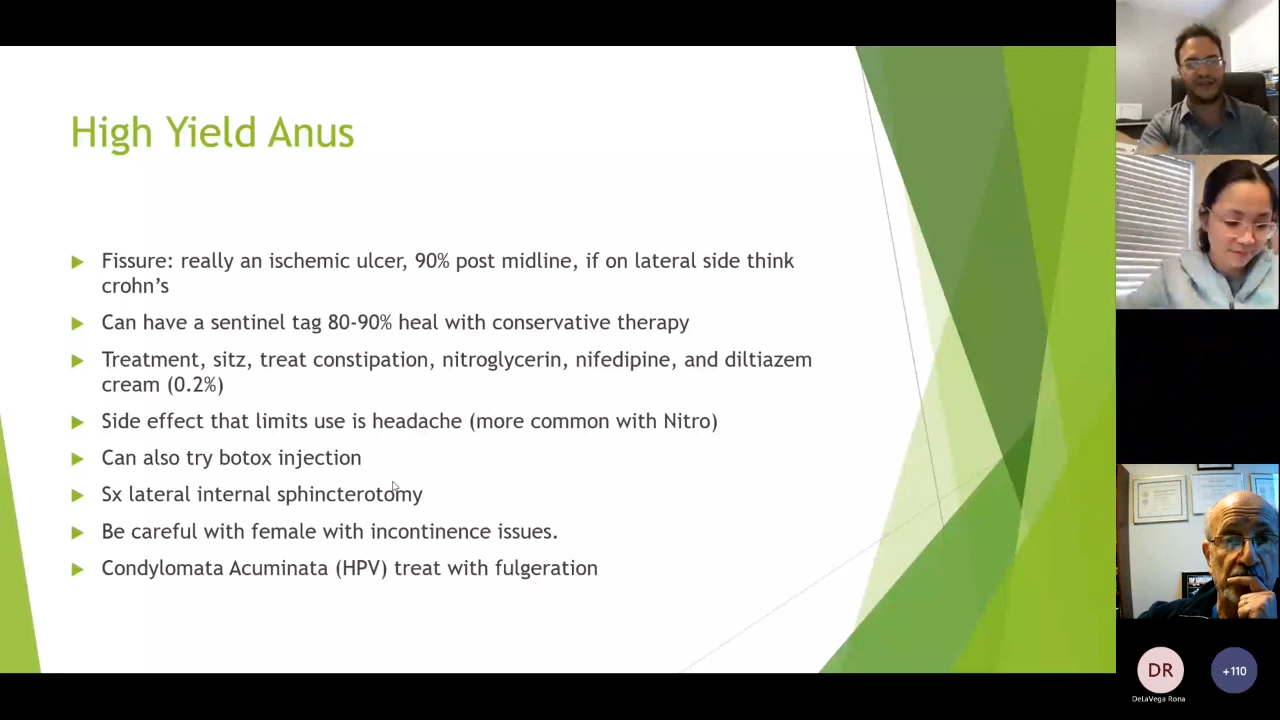 High Yield Anus
Fissure: really an ischemic ulcer, 90% post midline, if on lateral side think
crohn's
Can have a sentinel tag 80-90% heal with conservative therapy
Treatment, sitz, treat constipation, nitroglycerin, nifedipine, and diltiazem
cream (0.2%)
Side effect that limits use is headache (more common with Nitro)
Can also try botox injection
Sx lateral internal sphincterotomy
Be careful with female with incontinence issues.
Condylomata Acuminata (HPV) treat with fulgeration
DR
+110
DeLaVega Rona